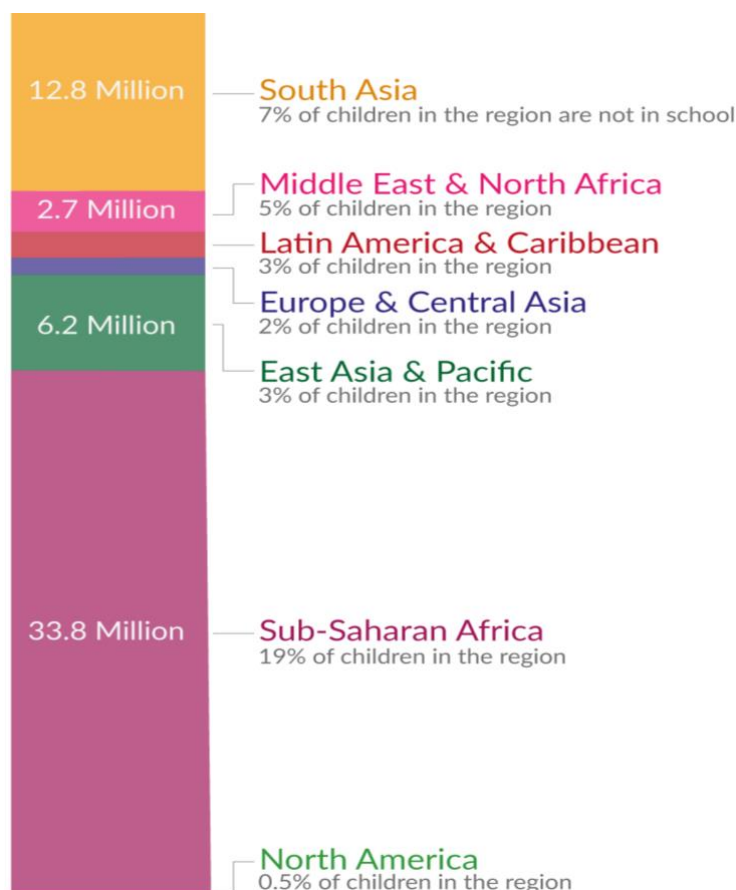 12.8 Million
South Asia
7% of children in the region are not in school
2.7 Million
Middle East & North Africa
5% of children in the region
Latin America & Caribbean
3% of children in the region
Europe & Central Asia
2% of children in the region
6.2 Million
East Asia & Pacific
3% of children in the region
33.8 Million
Sub-Saharan Africa
19% of children in the region
North America
0.5% of children in the region